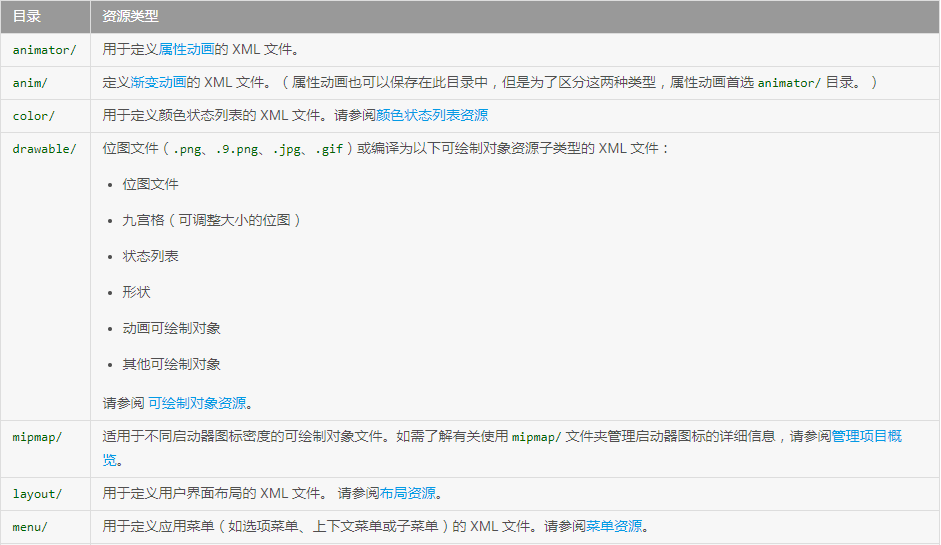 目录 资源类型
animator/ 用于定义属性动画的 XML 文件。
anim/ 定义渐变动画的 XML 文件。（属性动画也可以保存在此目录中，但是为了区分这两种类型，属性动画首选 animator/ 目录。）
color/ 用于定义颜色状态列表的 XML 文件。请参阅颜色状态列表资源
drawable/ 位图文件（.png、.9.png、.jpg、.gif）或编译为以下可绘制对象资源子类型的 XML 文件：
• 位图文件
• 九宫格（可调整大小的位图）
• 状态列表
• 形状
• 动画可绘制对象
• 其他可绘制对象
请参阅 可绘制对象资源。
mipmap/ 适用于不同启动器图标密度的可绘制对象文件。如需了解有关使用 mipmap/ 文件夹管理启动器图标的详细信息，请参阅管理项目概
览。
layout/ 用于定义用户界面布局的 XML 文件。 请参阅布局资源。
menu/ 用于定义应用菜单（如选项菜单、上下文菜单或子菜单）的 XML 文件。请参阅菜单资源。